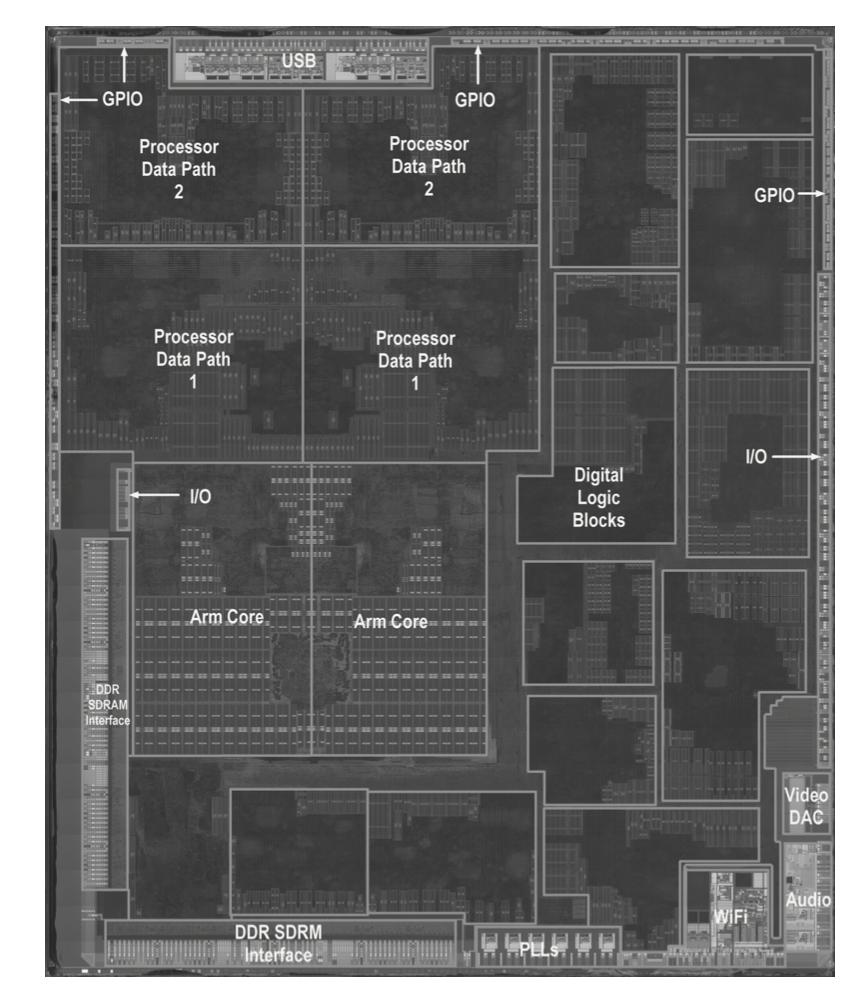 USB
GPIO
GPIO
Processor
Data Path
2
Processor
Data Path
2
GPIO
Processor
Data Path
1
Processor
Data Path
1
I/O
I/O
Digital
Logic
Blocks
Arm Core
Arm Core
DDR
SDRAM
Interface
Video
DAC
Audio
WiFi
DDR SDRM
Interface
PLLs